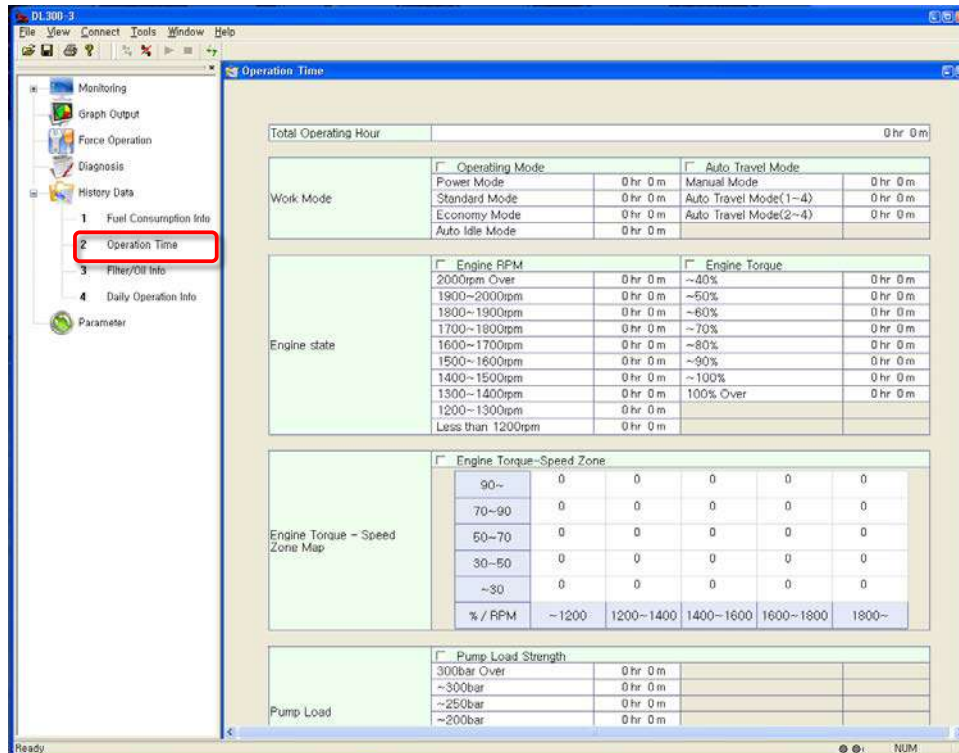 DL300-3
File View Connect Tools Window Help
Monitoring
Graph Output
Force Operation
Diagnosis
History Data
1 Fuel Consumption Info
2 Operation Time
3 Filter/Oil Info
4 Daily Operation Info
Parameter
Operation Time
Total Operating Hour 0 hr 0 m
Work Mode
Operatiing Mode Auto Travel Mode
Power Mode 0 hr 0 m Manual Mode 0 hr 0 m
Standard Mode 0 hr 0 m Auto Travel Mode(1~4) 0 hr 0 m
Economy Mode 0 hr 0 m Auto Travel Mode(2~4) 0 hr 0 m
Auto Idle Mode 0 hr 0 m
Engine state
Engine RPM Engine Torque
2000rpm Over 0 hr 0 m ~40% 0 hr 0 m
1900~2000rpm 0 hr 0 m ~50% 0 hr 0 m
1800~1900rpm 0 hr 0 m ~60% 0 hr 0 m
1700~1800rpm 0 hr 0 m ~70% 0 hr 0 m
1600~1700rpm 0 hr 0 m ~80% 0 hr 0 m
1500~1600rpm 0 hr 0 m ~90% 0 hr 0 m
1400~1500rpm 0 hr 0 m ~100% 0 hr 0 m
1300~1400rpm 0 hr 0 m 100% Over 0 hr 0 m
1200~1300rpm 0 hr 0 m
Less than 1200rpm 0 hr 0 m
Engine Torque - Speed
Zone Map
Engine Torque-Speed Zone
90~ 0 0 0 0 0
70~90 0 0 0 0 0
50~70 0 0 0 0 0
30~50 0 0 0 0 0
~30 0 0 0 0 0
% / RPM ~1200 1200~1400 1400~1600 1600~1800 1800~
Pump Load
Pump Load Strength
300bar Over 0 hr 0 m
~300bar 0 hr 0 m
~250bar 0 hr 0 m
~200bar 0 hr 0 m
Ready NUM